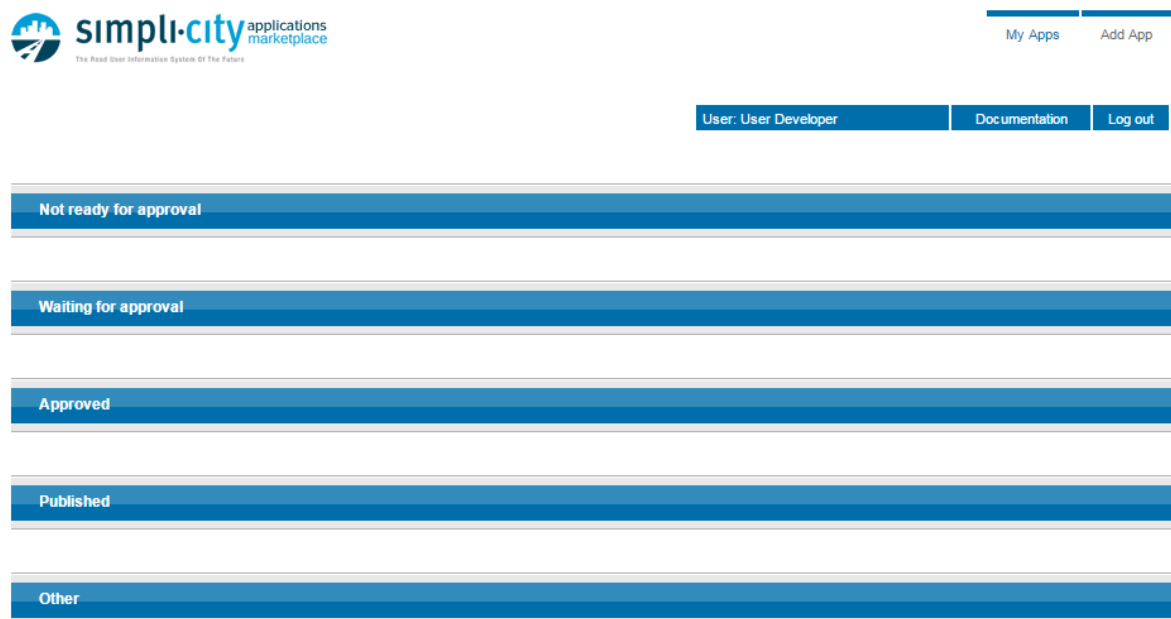 simpli·city applications marketplace
The Road User Information System Of The Future
My Apps Add App
User: User Developer Documentation Log out
Not ready for approval
Waiting for approval
Approved
Published
Other